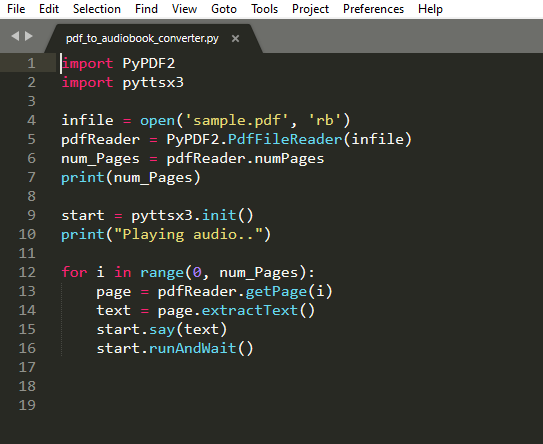 File Edit Selection Find View Goto Tools Project Preferences Help
pdf_to_audiobook_converter.py ×
1 import PyPDF2
2 import pyttsx3
3
4 infile = open('sample.pdf', 'rb')
5 pdfReader = PyPDF2.PdfFileReader(infile)
6 num_Pages = pdfReader.numPages
7 print(num_Pages)
8
9 start = pyttsx3.init()
10 print("Playing audio..")
11
12 for i in range(0, num_Pages):
13     page = pdfReader.getPage(i)
14     text = page.extractText()
15     start.say(text)
16     start.runAndWait()
17
18
19